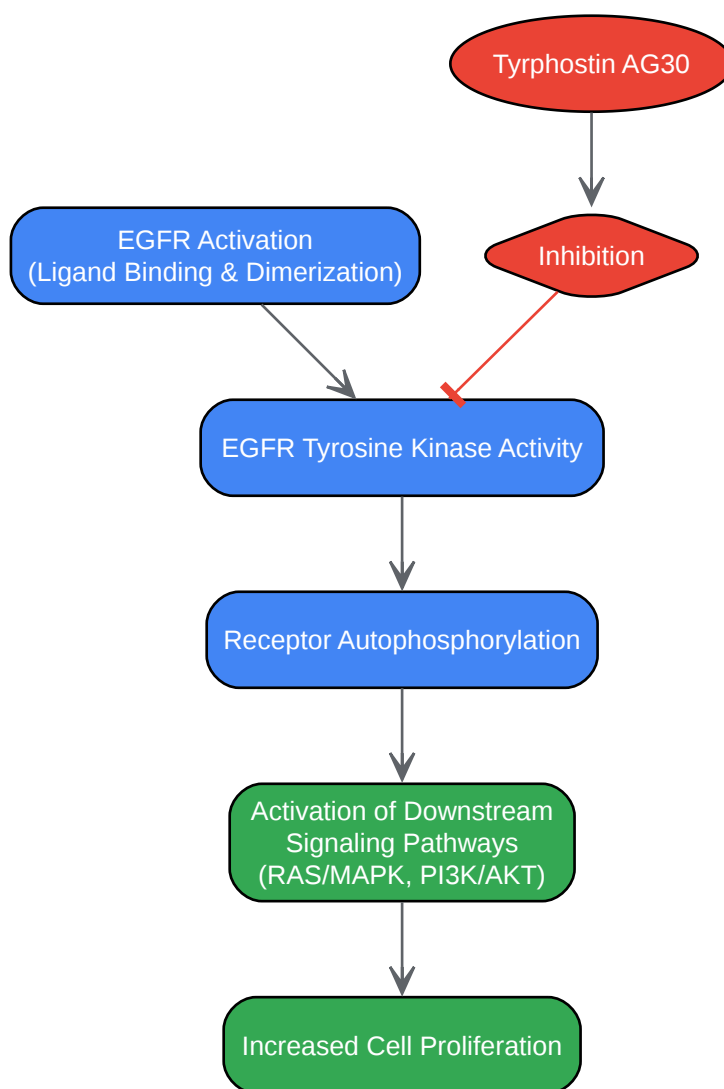 Tyrphostin AG30
EGFR Activation
(Ligand Binding & Dimerization)
Inhibition
EGFR Tyrosine Kinase Activity
Receptor Autophosphorylation
Activation of Downstream
Signaling Pathways
(RAS/MAPK, PI3K/AKT)
Increased Cell Proliferation